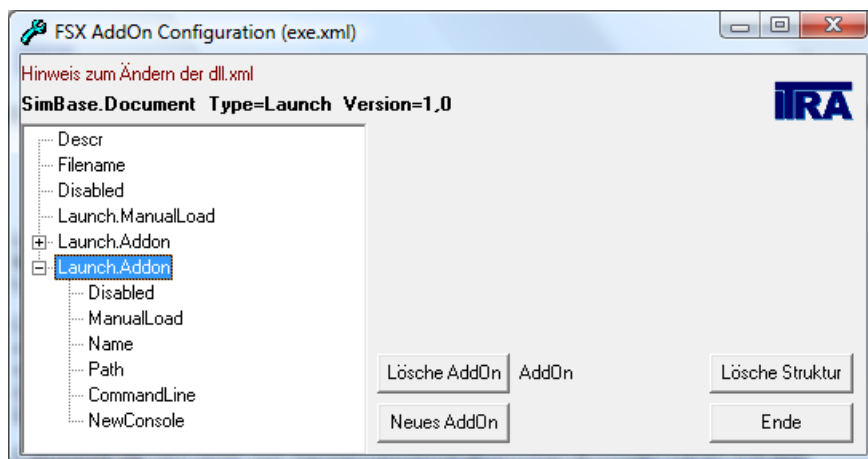 FSX AddOn Configuration (exe.xml)
Hinweis zum Ändern der dll.xml
SimBase.Document Type=Launch Version=1,0
ITRA
Descr
Filename
Disabled
Launch.ManualLoad
Launch.Addon
Launch.Addon
Disabled
ManualLoad
Name
Path
CommandLine
NewConsole
Lösche AddOn AddOn Lösche Struktur
Neues AddOn Ende